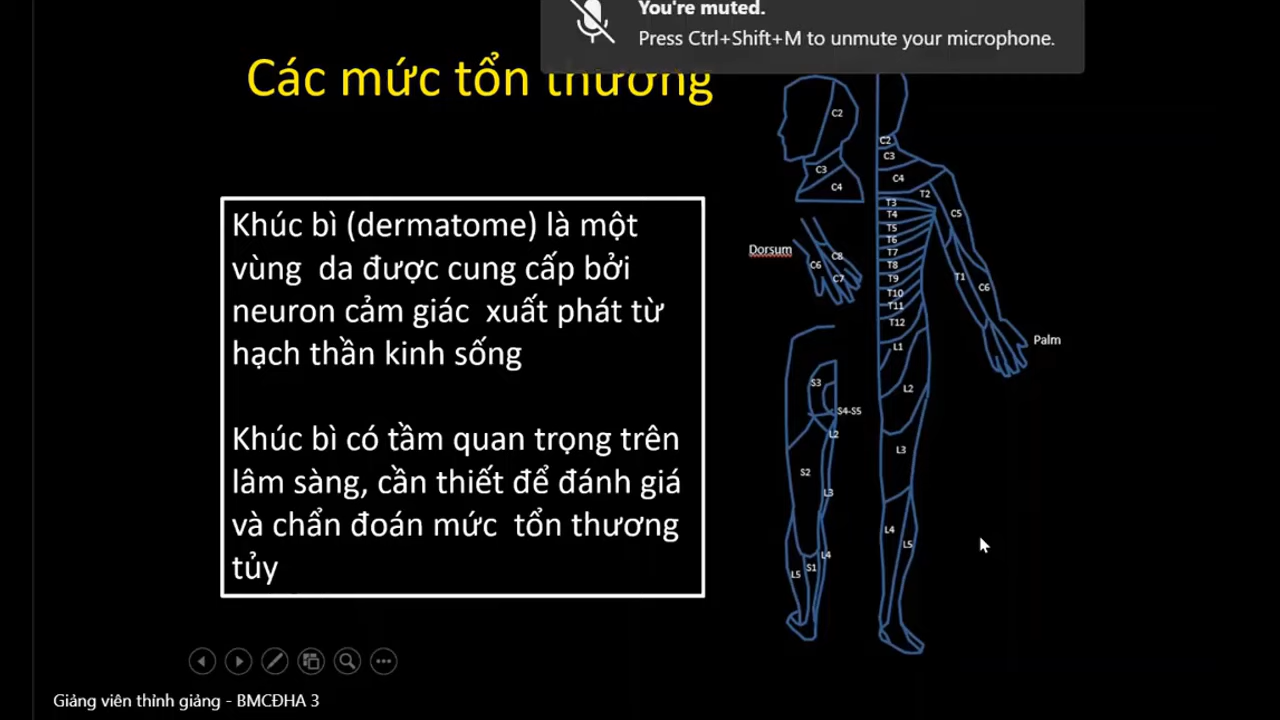 You're muted.
Press Ctrl+Shift+M to unmute your microphone.
Các mức tổn thương
Khúc bì (dermatome) là một
vùng da được cung cấp bởi
neuron cảm giác xuất phát từ
hạch thần kinh sống
Khúc bì có tầm quan trọng trên
lâm sàng, cần thiết để đánh giá
và chẩn đoán mức tổn thương
tủy
C2
C3
C4
Dorsum
C6
C8
C7
S3
S4-S5
L2
S2
L3
L4
S1
L5
C2
C3
C4
T2
T3
T4
T5
T6
T7
T8
T9
T10
T11
T12
C5
T1
C6
Palm
L1
L2
L3
L4
L5
Giảng viên thỉnh giảng - BMCĐHA 3